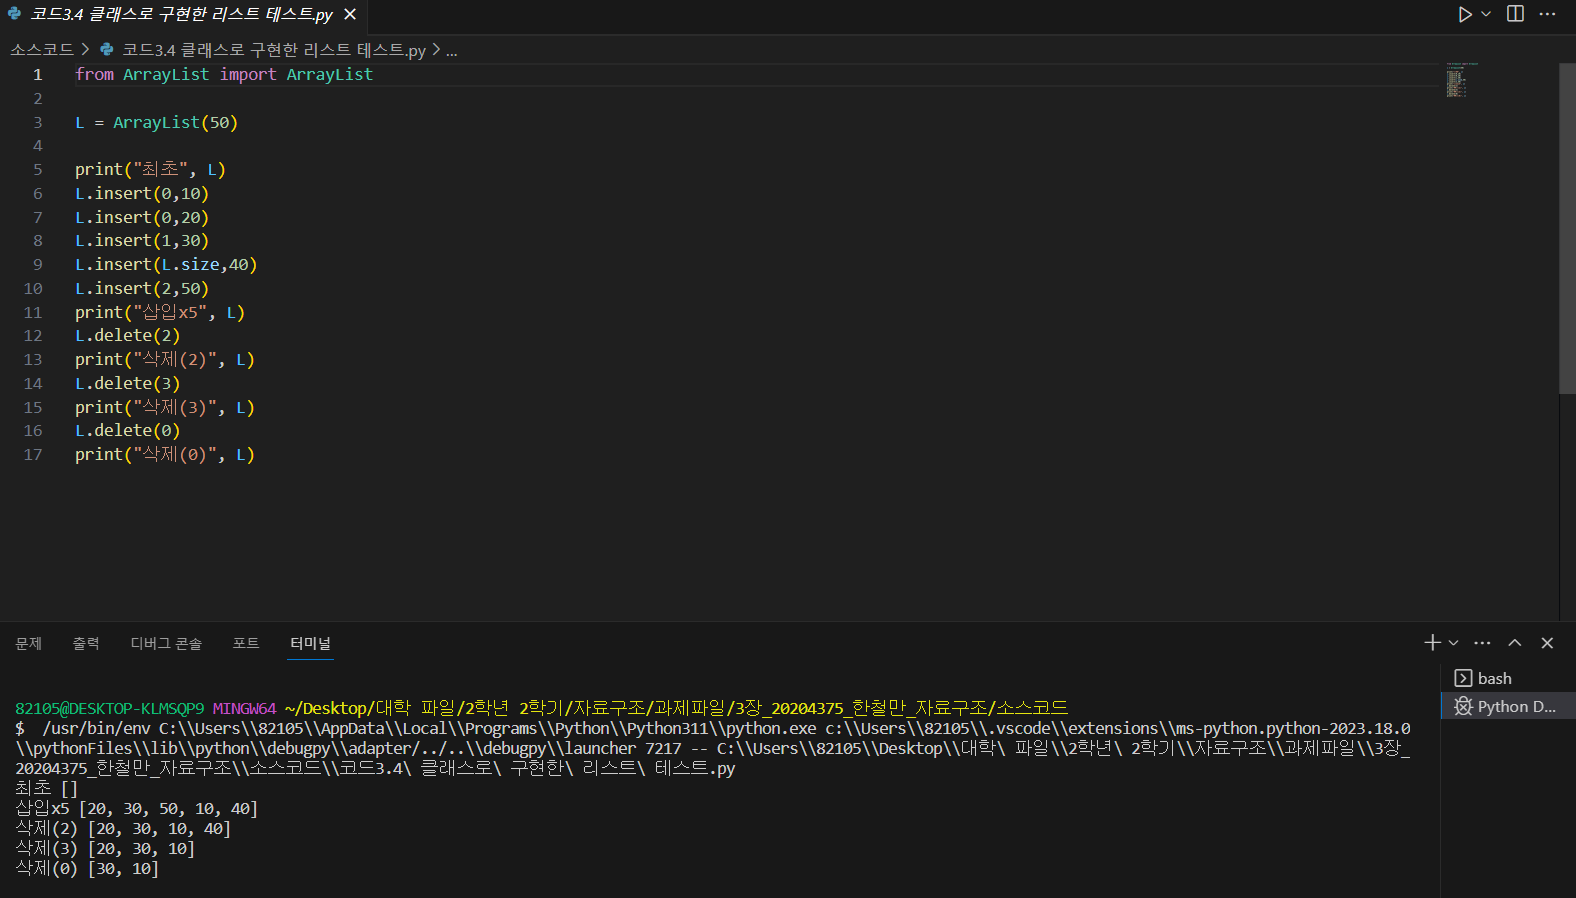 코드3.4 클래스로 구현한 리스트 테스트.py
소스코드 > 코드3.4 클래스로 구현한 리스트 테스트.py > ...
1 from ArrayList import ArrayList
2
3 L = ArrayList(50)
4
5 print("최초", L)
6 L.insert(0,10)
7 L.insert(0,20)
8 L.insert(1,30)
9 L.insert(L.size,40)
10 L.insert(2,50)
11 print("삽입x5", L)
12 L.delete(2)
13 print("삭제(2)", L)
14 L.delete(3)
15 print("삭제(3)", L)
16 L.delete(0)
17 print("삭제(0)", L)
문제 출력 디버그 콘솔 포트 터미널
bash
Python D...
82105@DESKTOP-KLMSQP9 MINGW64 ~/Desktop/대학 파일/2학년 2학기/자료구조/과제파일/3장_20204375_한철만_자료구조/소스코드
$  /usr/bin/env C:\\Users\\82105\\AppData\\Local\\Programs\\Python\\Python311\\python.exe c:\\Users\\82105\\.vscode\\extensions\\ms-python.python-2023.18.0
\\pythonFiles\\lib\\python\\debugpy\\adapter/../..\\debugpy\\launcher 7217 -- C:\\Users\\82105\\Desktop\\대학\ 파일\\2학년\ 2학기\\자료구조\\과제파일\\3장_
20204375_한철만_자료구조\\소스코드\\코드3.4\ 클래스로\ 구현한\ 리스트\ 테스트.py
최초 []
삽입x5 [20, 30, 50, 10, 40]
삭제(2) [20, 30, 10, 40]
삭제(3) [20, 30, 10]
삭제(0) [30, 10]